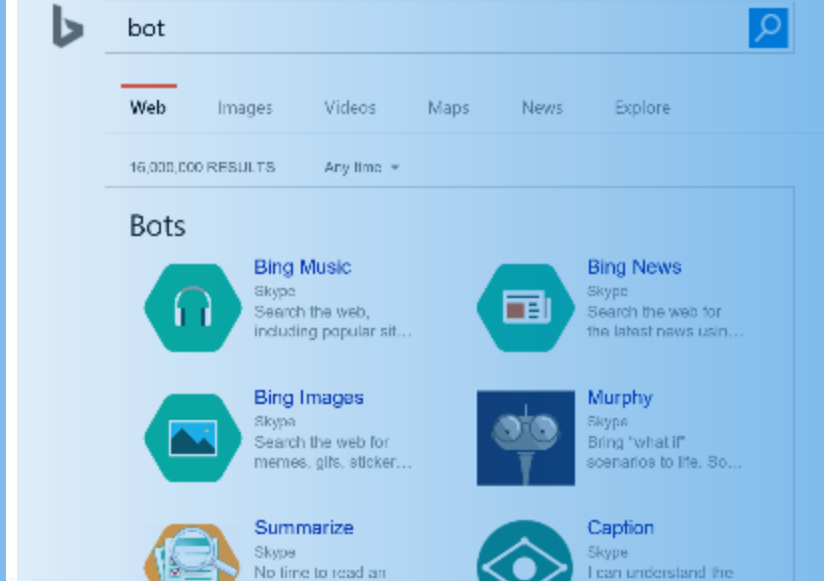 bot
Web Images Videos Maps News Explore
16,000,000 RESULTS Any time
Bots
Bing Music
Skype
Search the web,
including popular sit...
Bing News
Skype
Search the web for
the latest news usin...
Bing Images
Skype
Search the web for
memes, gifs, sticker...
Murphy
Skype
Bring "what if"
scenarios to life. So...
Summarize
Skype
No time to read an
Caption
Skype
I can understand the